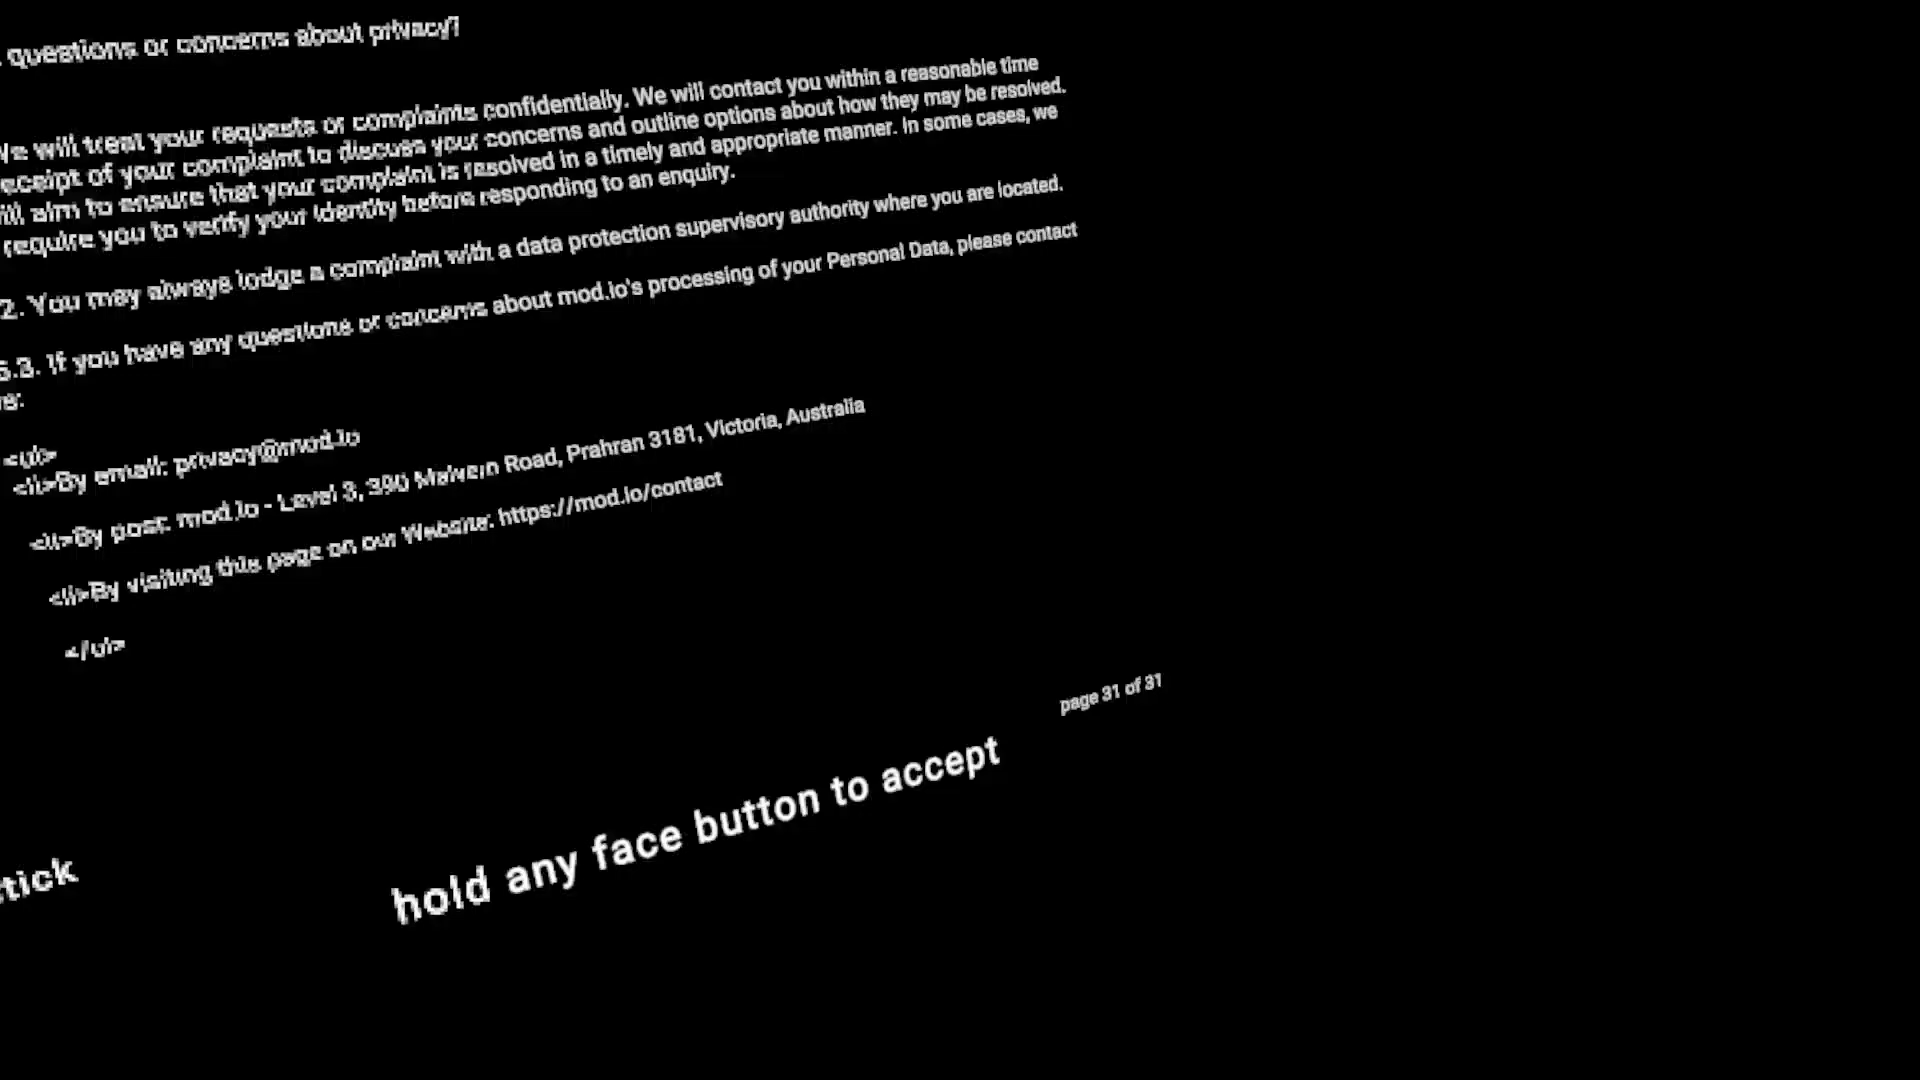 questions or concerns about privacy?
We will treat your requests or complaints confidentially. We will contact you within a reasonable time
receipt of your complaint to discuss your concerns and outline options about how they may be resolved.
will aim to ensure that your complaint is resolved in a timely and appropriate manner. In some cases, we
require you to verify your identity before responding to an enquiry.
2. You may always lodge a complaint with a data protection supervisory authority where you are located.
5.3. If you have any questions or concerns about mod.io's processing of your Personal Data, please contact
us:
<ul>
<li>By email: privacy@mod.io
<li>By post: mod.io - Level 3, 390 Malvern Road, Prahran 3181, Victoria, Australia
<li>By visiting this page on our Website: https://mod.io/contact
</ul>
page 31 of 31
tick
hold any face button to accept